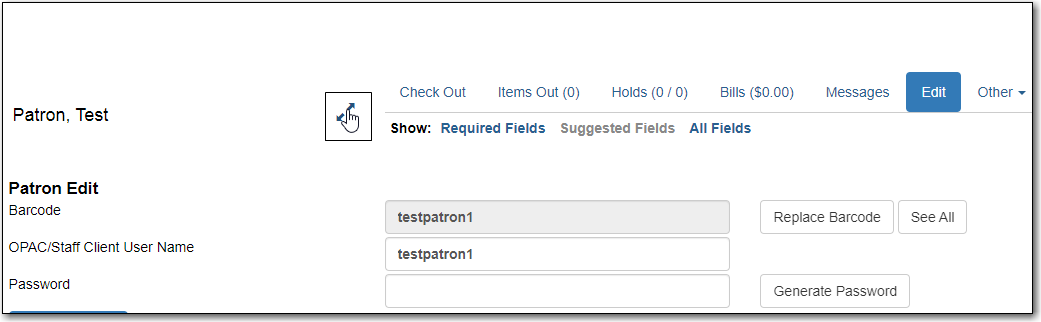 Check Out Items Out (0) Holds (0 / 0) Bills ($0.00) Messages Edit Other
Patron, Test
Show: Required Fields Suggested Fields All Fields
Patron Edit
Barcode testpatron1 Replace Barcode See All
OPAC/Staff Client User Name testpatron1
Password Generate Password